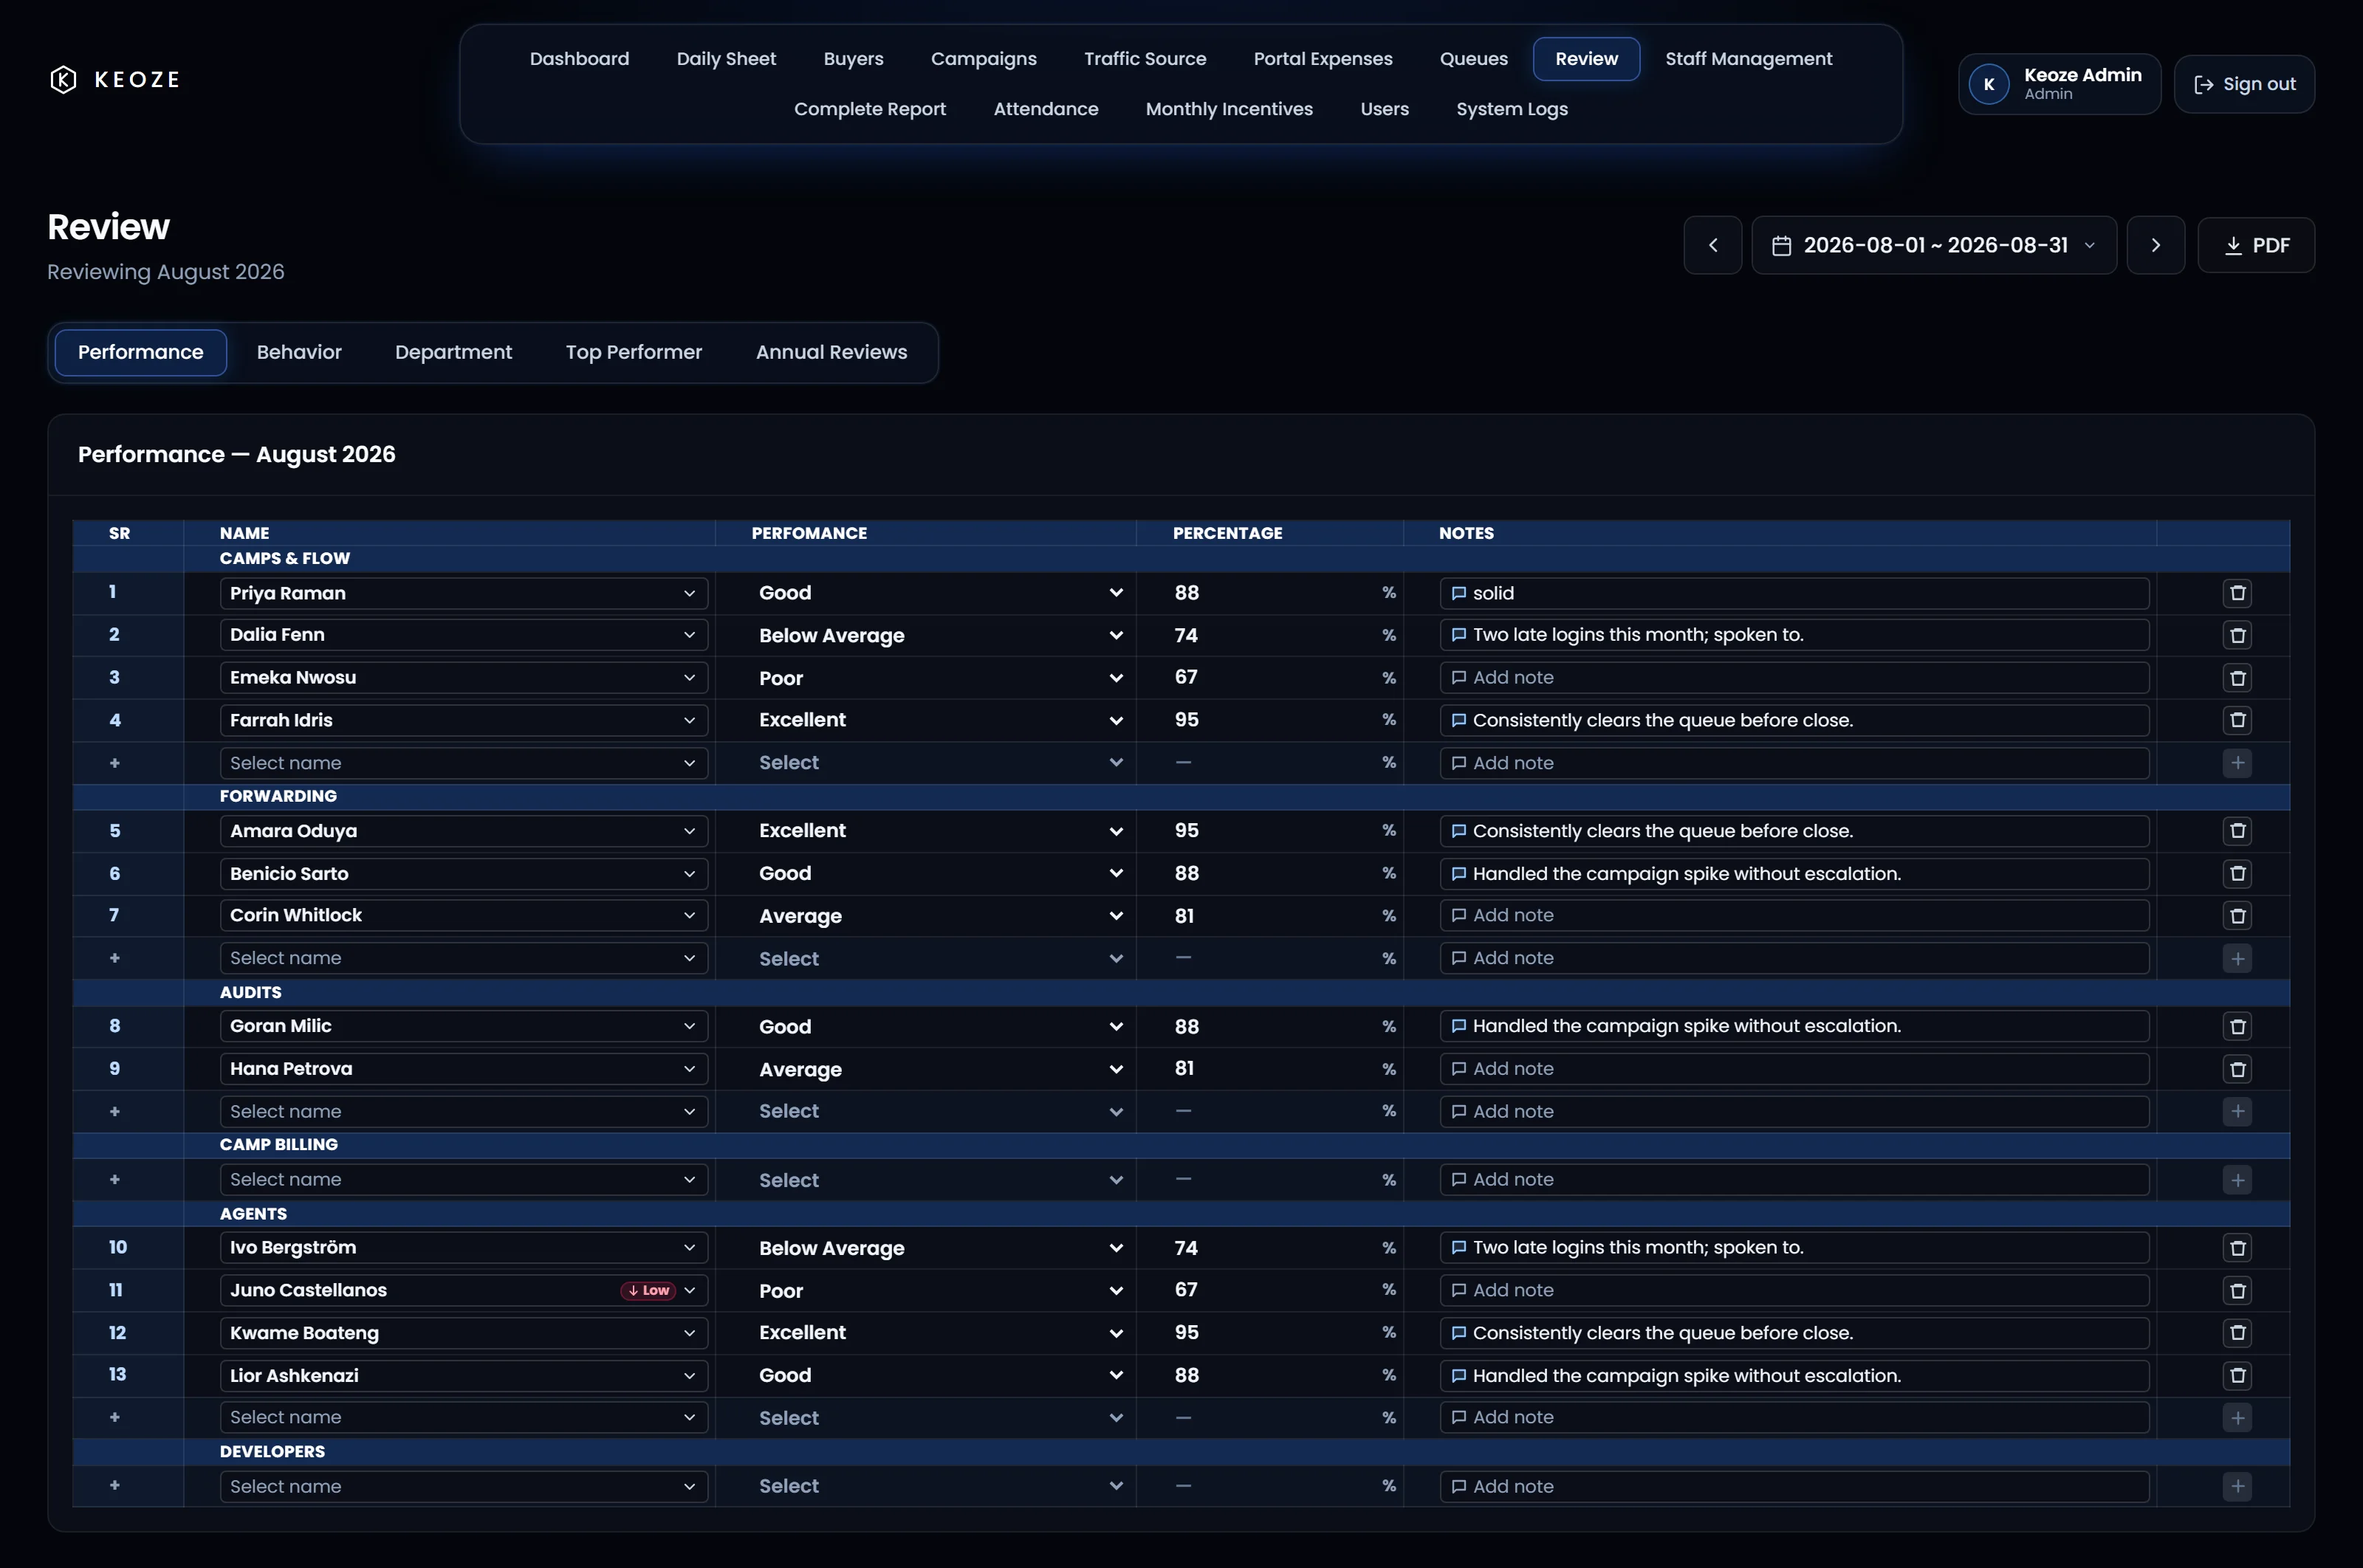 KEOZE
Dashboard Daily Sheet Buyers Campaigns Traffic Source Portal Expenses Queues Review Staff Management
Complete Report Attendance Monthly Incentives Users System Logs
K Keoze Admin
Admin
Sign out
Review
Reviewing August 2026
2026-08-01 ~ 2026-08-31
PDF
Performance Behavior Department Top Performer Annual Reviews
Performance — August 2026
SR NAME PERFOMANCE PERCENTAGE NOTES
CAMPS & FLOW
1 Priya Raman Good 88 % solid
2 Dalia Fenn Below Average 74 % Two late logins this month; spoken to.
3 Emeka Nwosu Poor 67 % Add note
4 Farrah Idris Excellent 95 % Consistently clears the queue before close.
+ Select name Select — % Add note +
FORWARDING
5 Amara Oduya Excellent 95 % Consistently clears the queue before close.
6 Benicio Sarto Good 88 % Handled the campaign spike without escalation.
7 Corin Whitlock Average 81 % Add note
+ Select name Select — % Add note +
AUDITS
8 Goran Milic Good 88 % Handled the campaign spike without escalation.
9 Hana Petrova Average 81 % Add note
+ Select name Select — % Add note +
CAMP BILLING
+ Select name Select — % Add note +
AGENTS
10 Ivo Bergström Below Average 74 % Two late logins this month; spoken to.
11 Juno Castellanos ↓ Low Poor 67 % Add note
12 Kwame Boateng Excellent 95 % Consistently clears the queue before close.
13 Lior Ashkenazi Good 88 % Handled the campaign spike without escalation.
+ Select name Select — % Add note +
DEVELOPERS
+ Select name Select — % Add note +